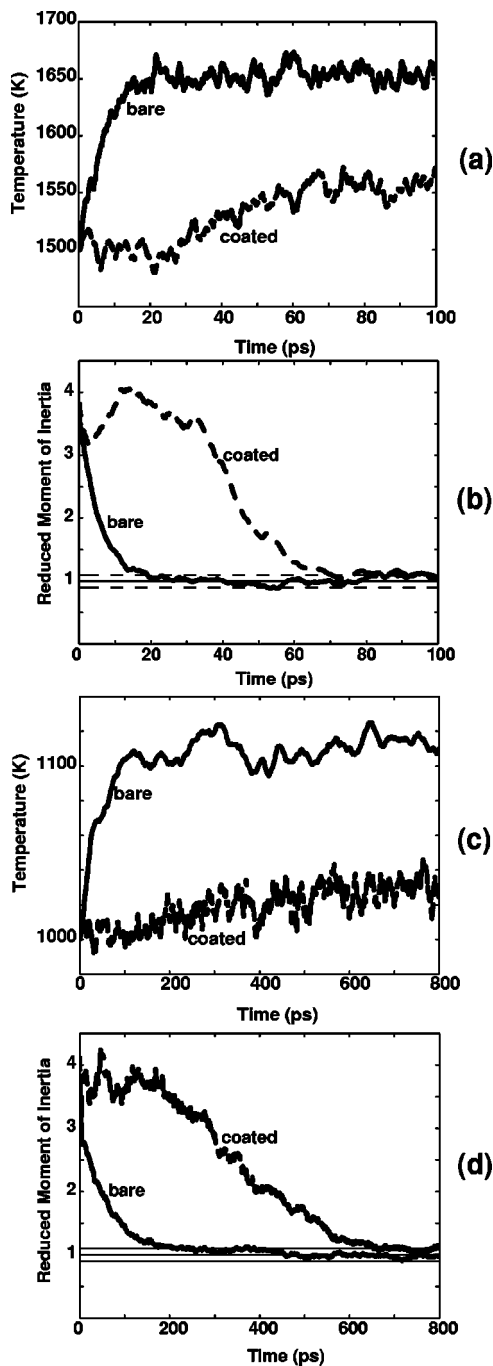 1700
1650
1600
1550
1500
Temperature (K)
bare
coated
(a)
0 20 40 60 80 100
Time (ps)
4
3
2
1
Reduced Moment of Inertia
coated
bare
(b)
0 20 40 60 80 100
Time (ps)
1100
1000
Temperature (K)
bare
coated
(c)
0 200 400 600 800
Time (ps)
4
3
2
1
Reduced Moment of Inertia
coated
bare
(d)
0 200 400 600 800
Time (ps)